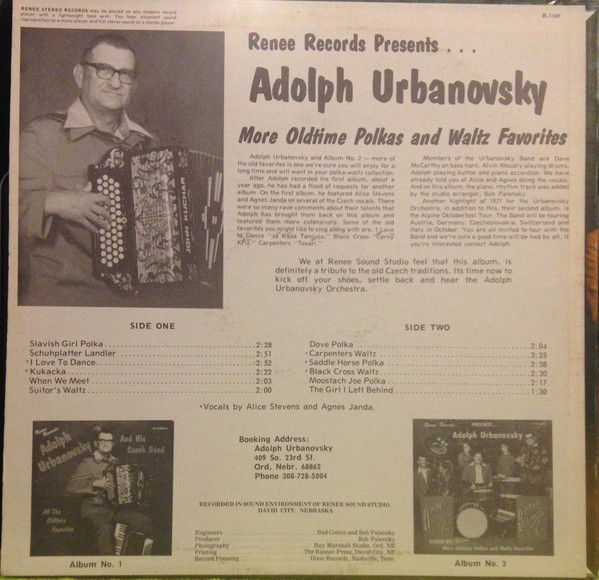 RENEE STEREO RECORDS may be played on any modern record
player with a lightweight tone arm. You hear excellent sound
reproduction on a mono player and full stereo sound on a stereo player.
R-1169
Renee Records Presents . . .
Adolph Urbanovsky
More Oldtime Polkas and Waltz Favorites
JOHN KUCHAR
Adolph Urbanovsky and Album No. 2 — more of
the old favorites is one we're sure you will enjoy for a
long time and will want in your polka-waltz collection.
After Adolph recorded his first album, about a
year ago, he has had a flood of requests for another
album. On the first album, he featured Alice Stevens
and Agnes Janda on several of the Czech vocals. There
were so many rave comments about their talents that
Adolph has brought them back on this album and
featured them more extensively. Some of the old
favorites you might like to sing along with are: I Love
to Dance "Ja Rada Tancuju," Black Cross "Cerny
Kriz," Carpenters "Tesari."
Members of the Urbanovsky Band are Dave
McCarthy on bass horn, Alvin Moudry playing drums,
Adolph playing button and piano accordion. We have
already told you of Alice and Agnes doing the vocals.
And on this album, the piano, rhythm track was added
by the studio arranger, Bob Palensky.
Another highlight of 1977 for the Urbanovsky
Orchestra, in addition to this, their second album, is
the Alpine Oktoberfest Tour. The Band will be touring
Austria, Germany, Czechoslovakia, Switzerland and
Italy in October. You are all invited to tour with the
Band and we're sure a good time will be had by all. If
you're interested contact Adolph.
We at Renee Sound Studio feel that this album, is
definitely a tribute to the old Czech traditions. Its time now to
kick off your shoes, settle back and hear the Adolph
Urbanovsky Orchestra.
SIDE ONE
Slavish Girl Polka 2:28
Schuhplatter Landler 2:51
*I Love To Dance 2:52
*Kukacka 2:22
When We Meet 2:03
Suitor's Waltz 2:00
SIDE TWO
Dove Polka 2:04
*Carpenters Waltz 3:25
*Saddle Horse Polka 2:38
*Black Cross Waltz 2:30
Moostach Joe Polka 2:17
The Girl I Left Behind 1:30
*Vocals by Alice Stevens and Agnes Janda.
Adolph
Urbanovsky
And His
Czech Band
All The
Oldtime
Favorites
Album No. 1
Booking Address:
Adolph Urbanovsky
409 So. 23rd St.
Ord, Nebr. 68862
Phone 308-728-5004
RECORDED IN SOUND ENVIRONMENT OF RENEE SOUND STUDIO,
DAVID CITY, NEBRASKA
Engineers Bud Comte and Bob Palensky
Producer Bob Palensky
Photography Hay Marshall Studio, Ord, NE
Printing The Banner-Press, David City, NE
Record Pressing Dixie Records, Nashville, Tenn.
PRESENTS
Adolph Urbanovsky
More Oldtime Polkas and Waltz Favorites
Album No. 2